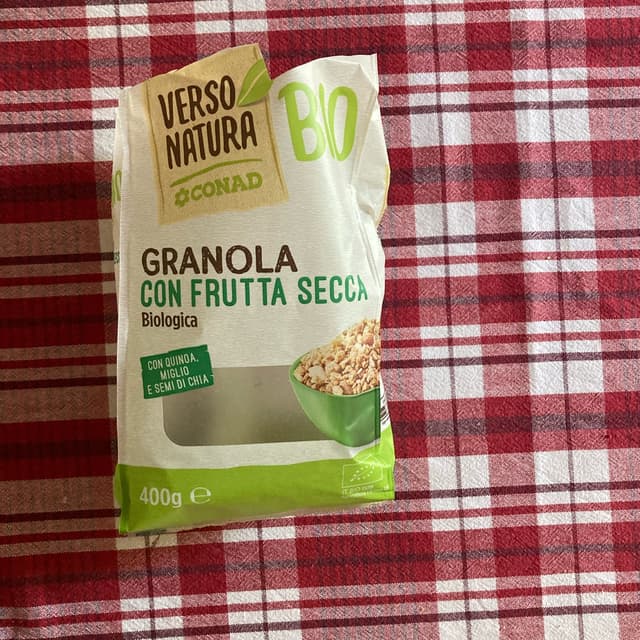 VERSO
NATURA
CONAD
BIO
GRANOLA
CON FRUTTA SECCA
Biologica
CON QUINOA,
MIGLIO
E SEMI DI CHIA
400g ℮